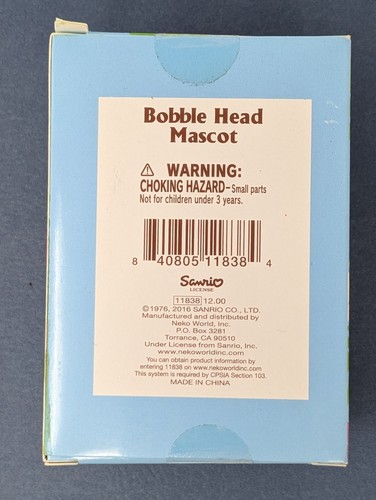 Bobble Head
Mascot
⚠ WARNING:
CHOKING HAZARD-Small parts
Not for children under 3 years.
8 40805 11838 4
Sanrio
LICENSE
11838 12.00
©1976, 2016 SANRIO CO., LTD.
Manufactured and distributed by
Neko World, Inc.
P.O. Box 3281
Torrance, CA 90510
Under License from Sanrio, Inc.
www.nekoworldinc.com
You can obtain product information by
entering 11838 on www.nekoworldinc.com
This system is required by CPSIA Section 103.
MADE IN CHINA